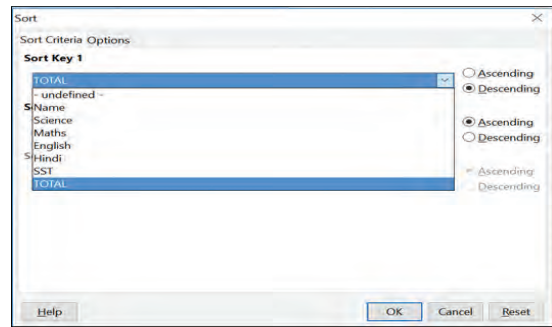 Sort
Sort Criteria Options
Sort Key 1
TOTAL
Ascending
Descending
- undefined -
S Name
Science
Ascending
Maths
Descending
English
S Hindi
SST
Ascending
TOTAL
Descending
Help OK Cancel Reset